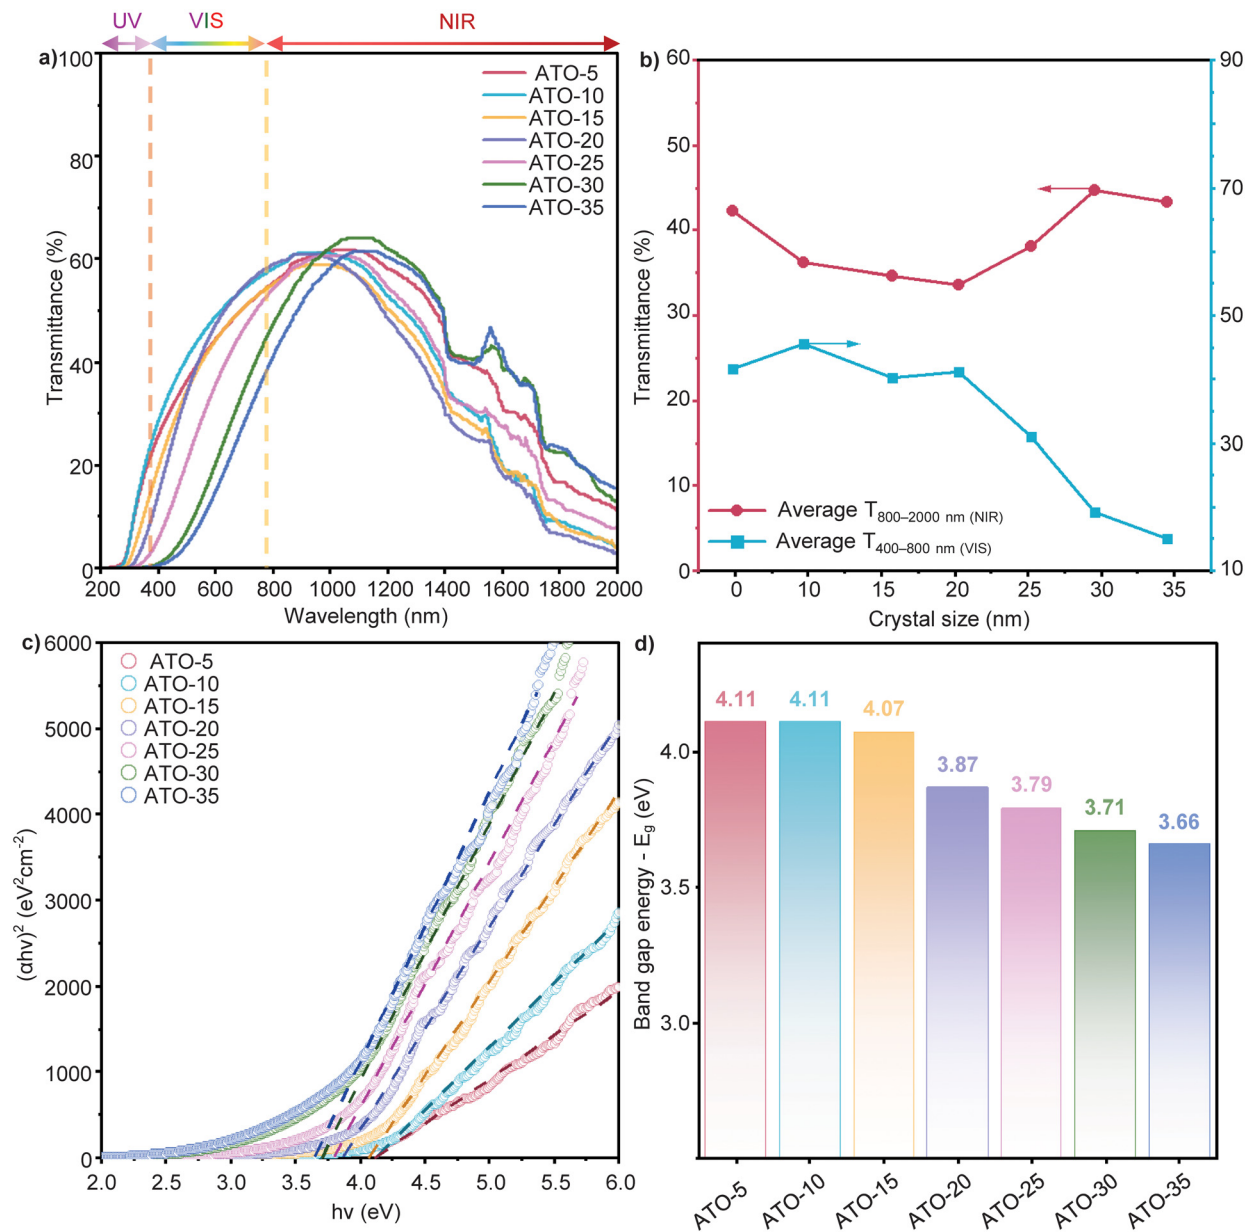 UV VIS NIR
a)
100
80
60
40
20
0
Transmittance (%)
ATO-5
ATO-10
ATO-15
ATO-20
ATO-25
ATO-30
ATO-35
200 400 600 800 1000 1200 1400 1600 1800 2000
Wavelength (nm)
b)
60
50
40
30
20
10
0
Transmittance (%)
90
70
50
30
10
Average T800–2000 nm (NIR)
Average T400–800 nm (VIS)
0 10 15 20 25 30 35
Crystal size (nm)
c)
6000
5000
4000
3000
2000
1000
0
(αhv)² (eV²cm⁻²)
ATO-5
ATO-10
ATO-15
ATO-20
ATO-25
ATO-30
ATO-35
2.0 2.5 3.0 3.5 4.0 4.5 5.0 5.5 6.0
hv (eV)
d)
4.0
3.5
3.0
Band gap energy - Eg (eV)
4.11 4.11 4.07 3.87 3.79 3.71 3.66
ATO-5 ATO-10 ATO-15 ATO-20 ATO-25 ATO-30 ATO-35